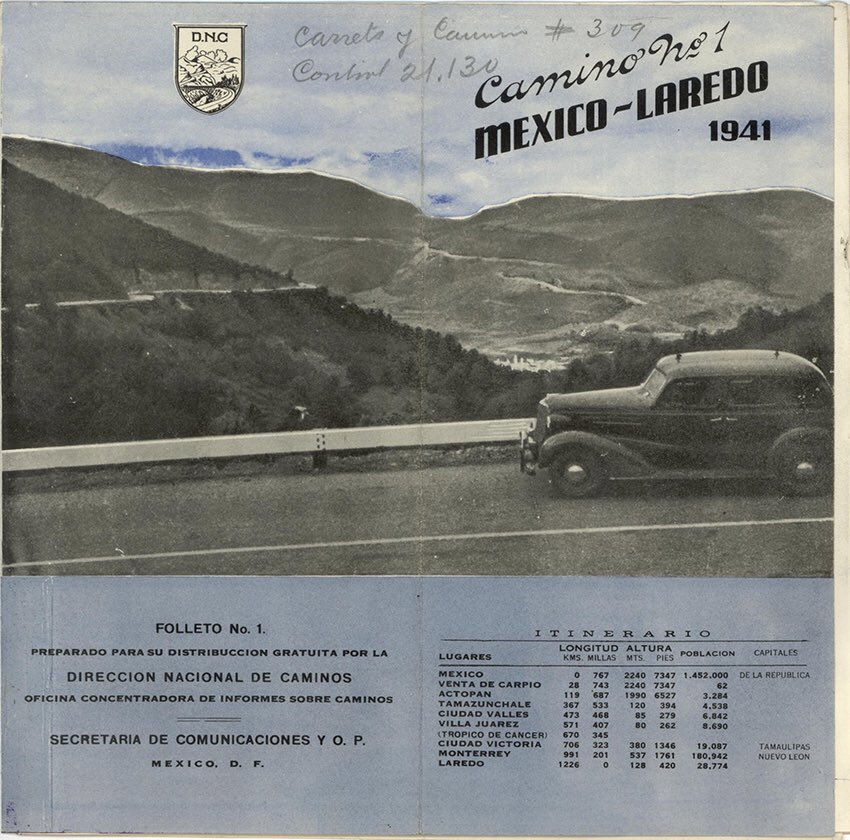 D.N.C
Carrets y Camino # 309
Control 21.130
Camino Nº 1
MEXICO-LAREDO
1941
FOLLETO No. 1.
PREPARADO PARA SU DISTRIBUCCION GRATUITA POR LA
DIRECCION NACIONAL DE CAMINOS
OFICINA CONCENTRADORA DE INFORMES SOBRE CAMINOS
SECRETARIA DE COMUNICACIONES Y O. P.
MEXICO, D. F.
ITINERARIO
LUGARES LONGITUD ALTURA POBLACION CAPITALES
KMS. MILLAS MTS. PIES
MEXICO 0 767 2240 7347 1.452.000 DE LA REPUBLICA
VENTA DE CARPIO 28 743 2240 7347 62
ACTOPAN 119 687 1990 6527 3.284
TAMAZUNCHALE 367 533 120 394 4,538
CIUDAD VALLES 473 468 85 279 6.842
VILLA JUAREZ 571 407 80 262 8.690
(TROPICO DE CANCER) 670 345
CIUDAD VICTORIA 706 323 380 1346 19.087 TAMAULIPAS
MONTERREY 991 201 537 1761 180,942 NUEVO LEON
LAREDO 1226 0 128 420 28.774